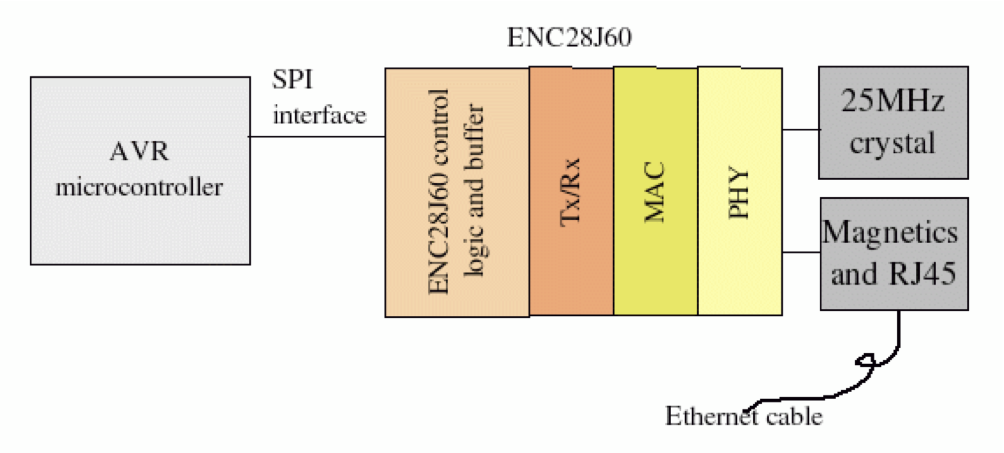 ENC28J60
SPI
interface
AVR
microcontroller
ENC28J60 control
logic and buffer
Tx/Rx
MAC
PHY
25MHz
crystal
Magnetics
and RJ45
Ethernet cable